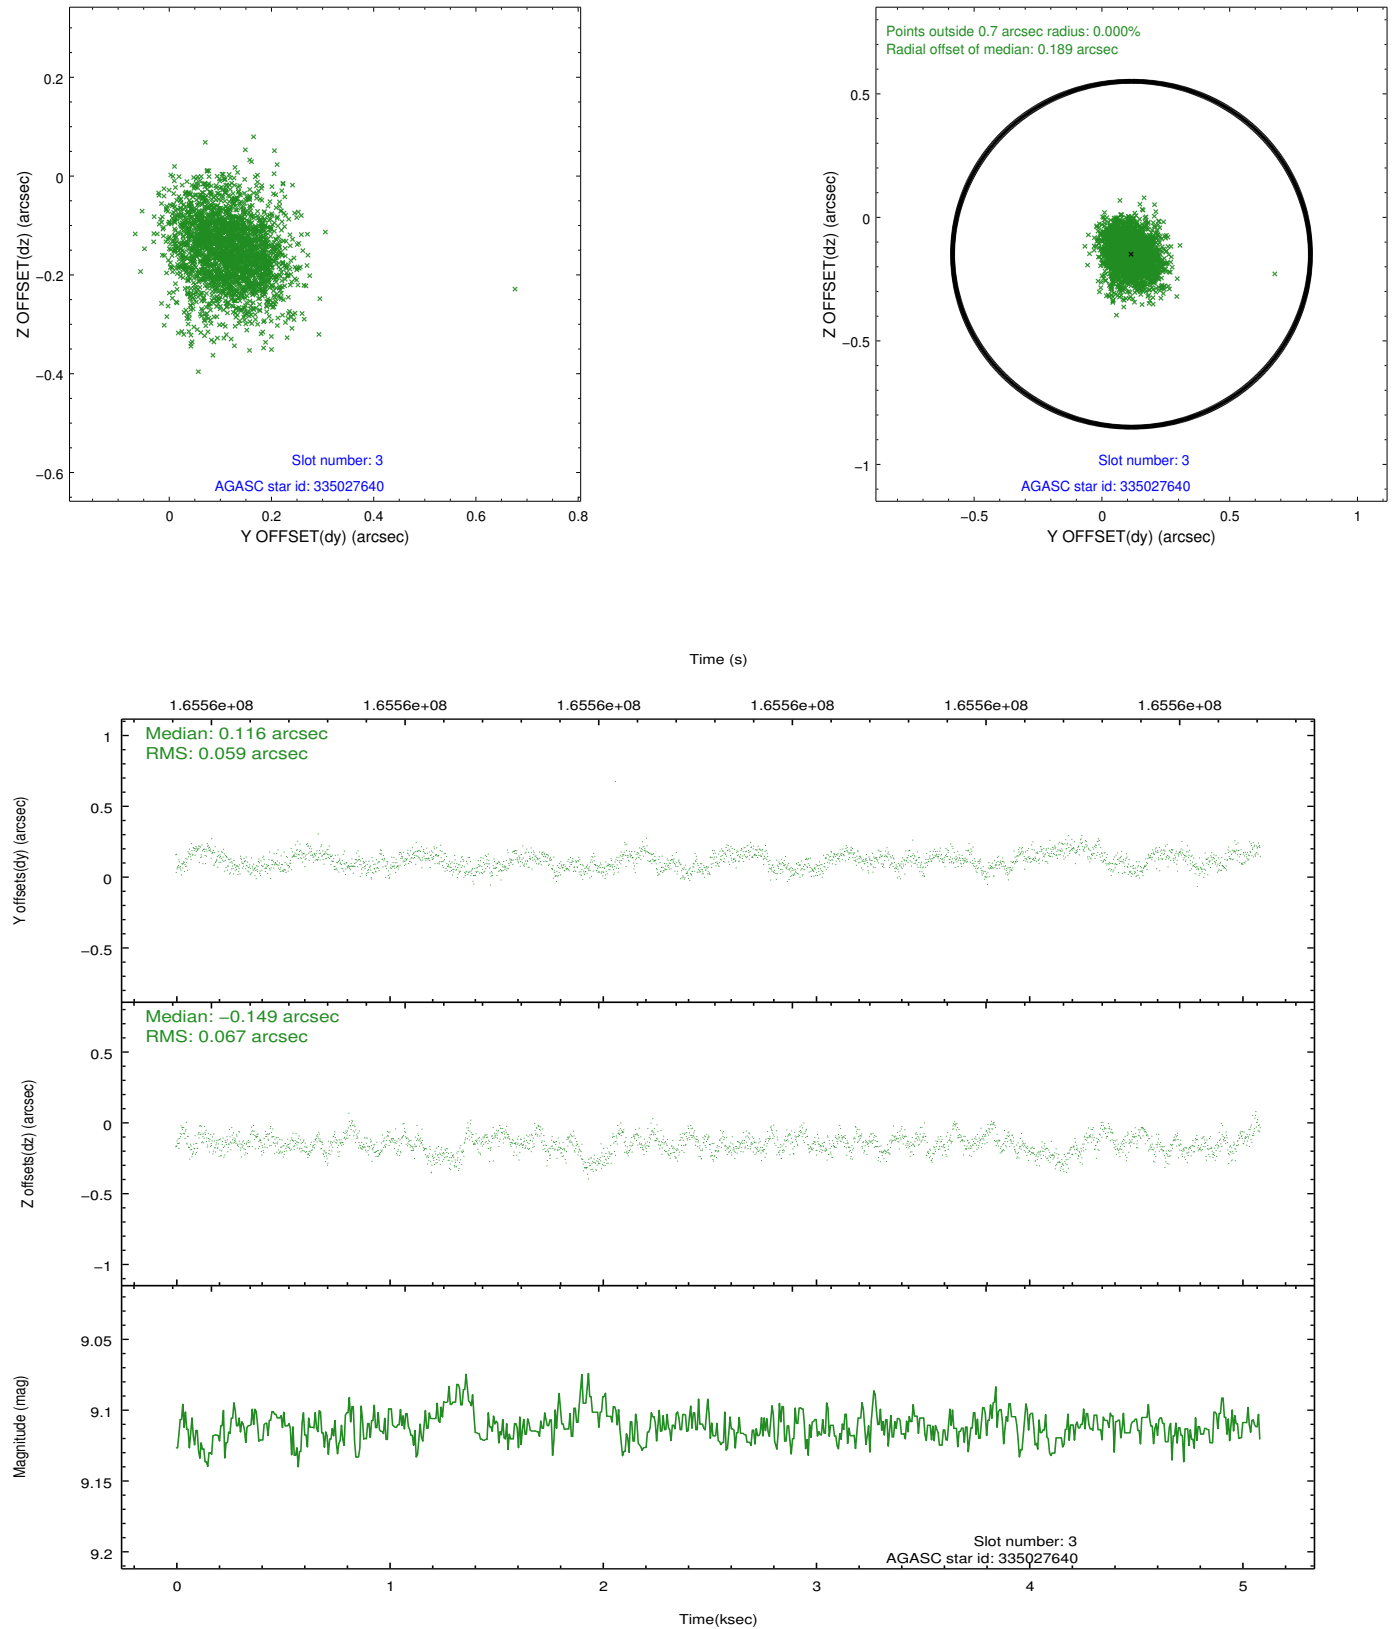 0.2
0
−0.2
−0.4
−0.6
Z OFFSET(dz) (arcsec)
Slot number: 3
AGASC star id: 335027640
0
0.2
0.4
0.6
0.8
Y OFFSET(dy) (arcsec)
Points outside 0.7 arcsec radius: 0.000%
Radial offset of median: 0.189 arcsec
0.5
0
−0.5
−1
Z OFFSET(dz) (arcsec)
Slot number: 3
AGASC star id: 335027640
−0.5
0
0.5
1
Y OFFSET(dy) (arcsec)
Time (s)
1.6556e+08
1.6556e+08
1.6556e+08
1.6556e+08
1.6556e+08
1.6556e+08
Median: 0.116 arcsec
RMS: 0.059 arcsec
1
0.5
0
−0.5
Y offsets(dy) (arcsec)
Median: −0.149 arcsec
RMS: 0.067 arcsec
0.5
0
−0.5
−1
Z offsets(dz) (arcsec)
9.05
9.1
9.15
9.2
Magnitude (mag)
Slot number: 3
AGASC star id: 335027640
0
1
2
3
4
5
Time(ksec)